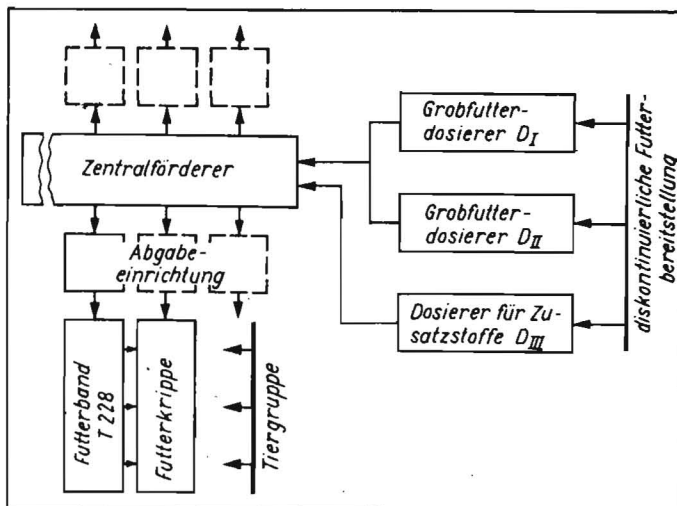 Grobfutter-
dosierer D_I
Zentralförderer
Grobfutter-
dosierer D_II
diskontinuierliche Futter-
bereitstellung
Abgabe-
einrichtung
Dosierer für Zu-
satzstoffe D_III
Futterband
T 228
Futterkrippe
Tiergruppe